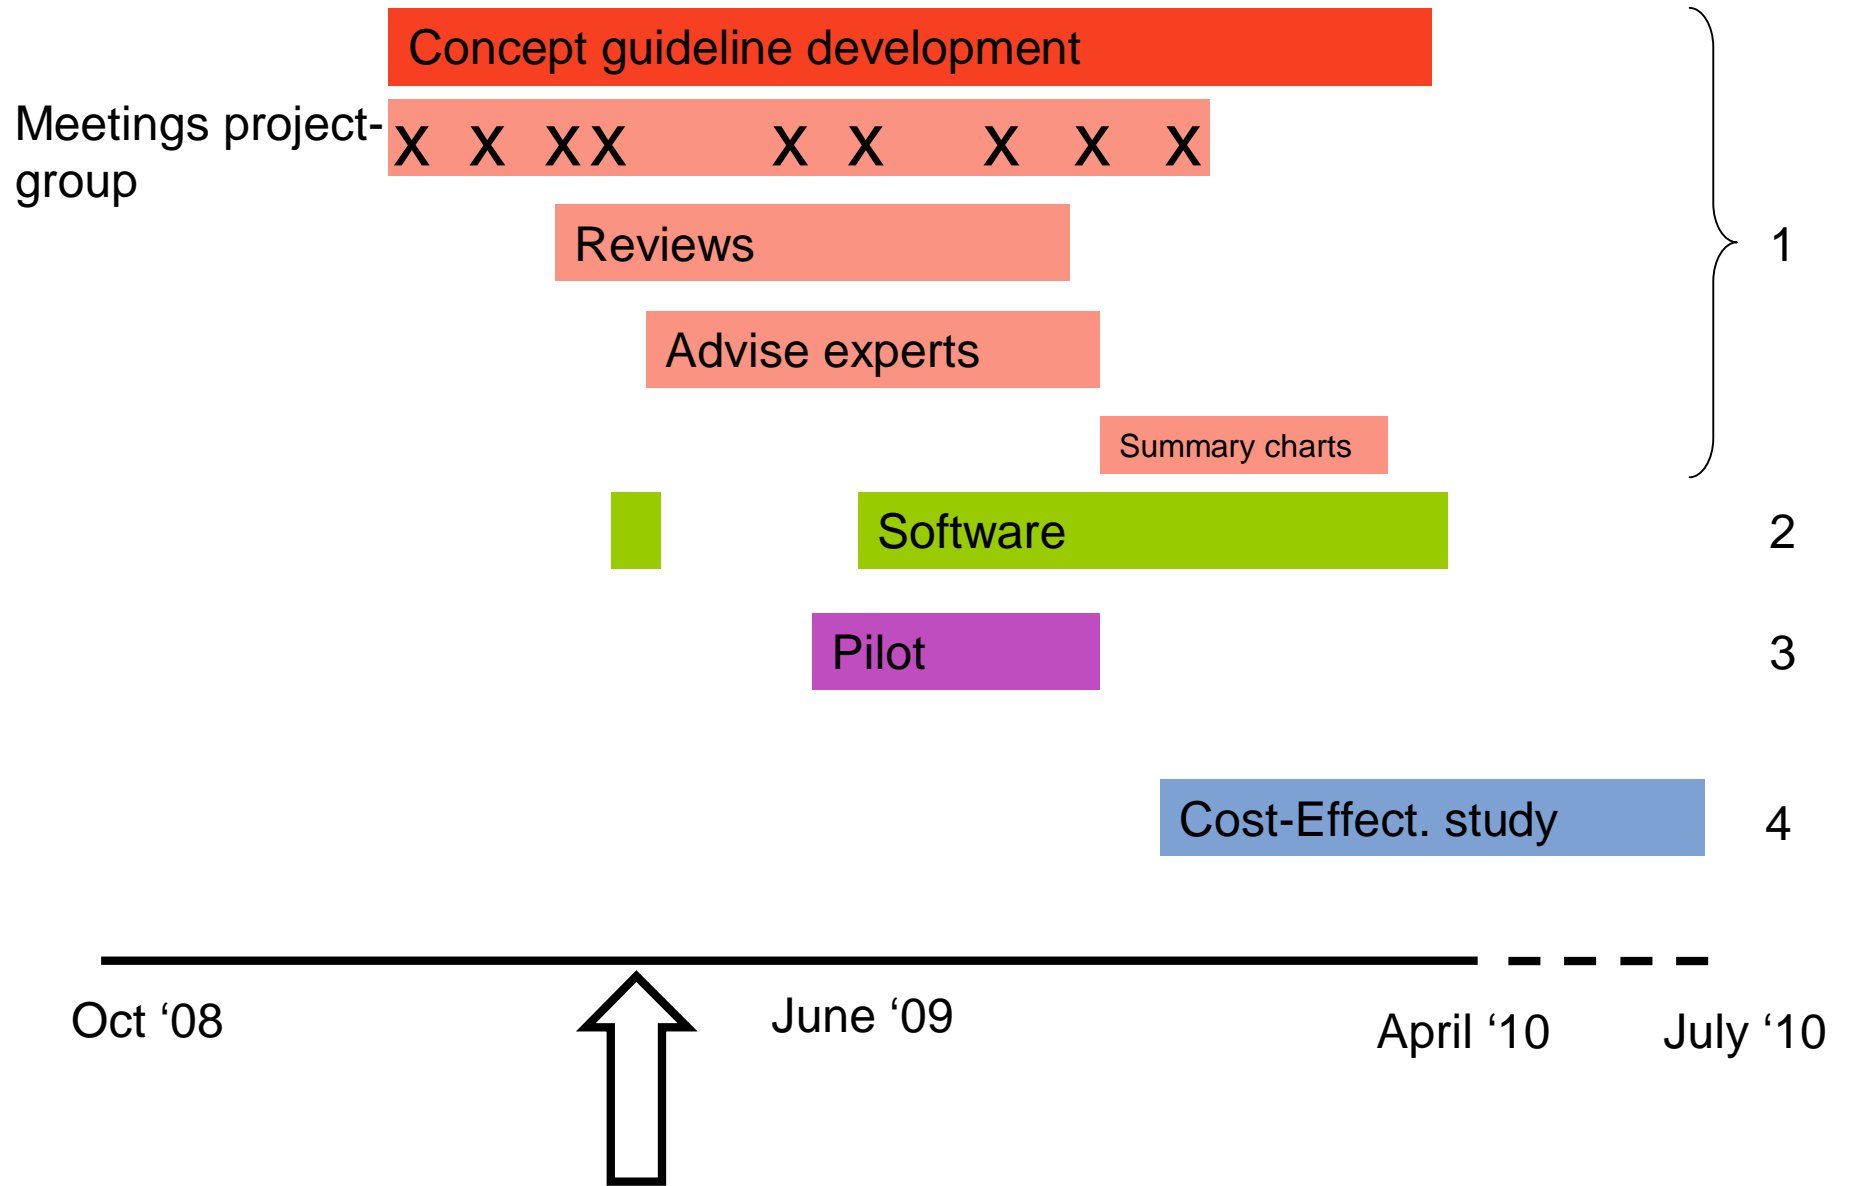 Concept guideline development
Meetings project-
group
x x x x x x x x x
Reviews
1
Advise experts
Summary charts
Software
2
Pilot
3
Cost-Effect. study
4
Oct ‘08
June ‘09
April ‘10
July ‘10